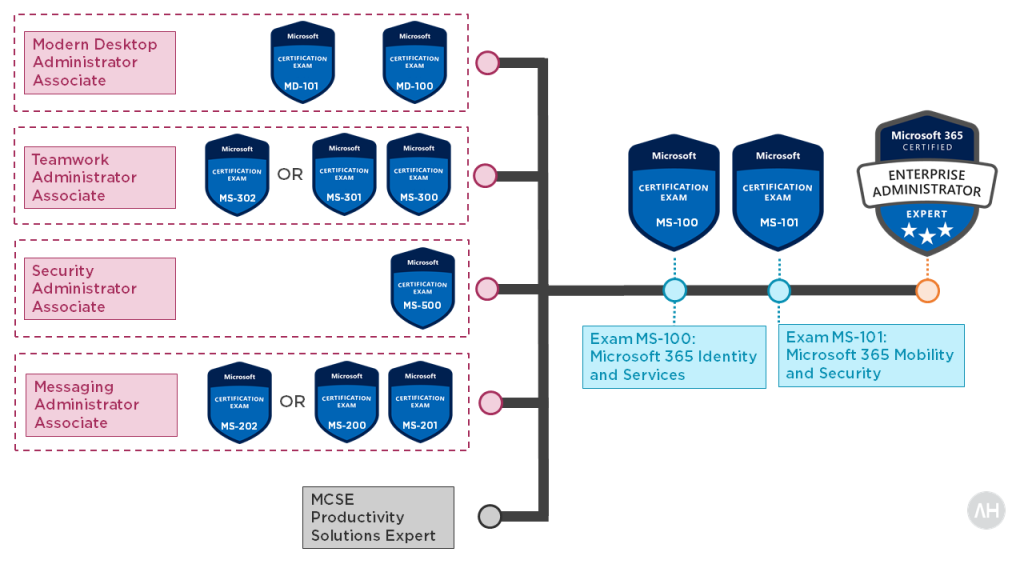 Modern Desktop
Administrator
Associate
Microsoft
CERTIFICATION
EXAM
MD-101
Microsoft
CERTIFICATION
EXAM
MD-100
Teamwork
Administrator
Associate
Microsoft
CERTIFICATION
EXAM
MS-302
OR
Microsoft
CERTIFICATION
EXAM
MS-301
Microsoft
CERTIFICATION
EXAM
MS-300
Security
Administrator
Associate
Microsoft
CERTIFICATION
EXAM
MS-500
Messaging
Administrator
Associate
Microsoft
CERTIFICATION
EXAM
MS-202
OR
Microsoft
CERTIFICATION
EXAM
MS-200
Microsoft
CERTIFICATION
EXAM
MS-201
MCSE
Productivity
Solutions Expert
Microsoft
CERTIFICATION
EXAM
MS-100
Microsoft
CERTIFICATION
EXAM
MS-101
Microsoft 365
CERTIFIED
ENTERPRISE
ADMINISTRATOR
EXPERT
Exam MS-100:
Microsoft 365 Identity
and Services
Exam MS-101:
Microsoft 365 Mobility
and Security
AH